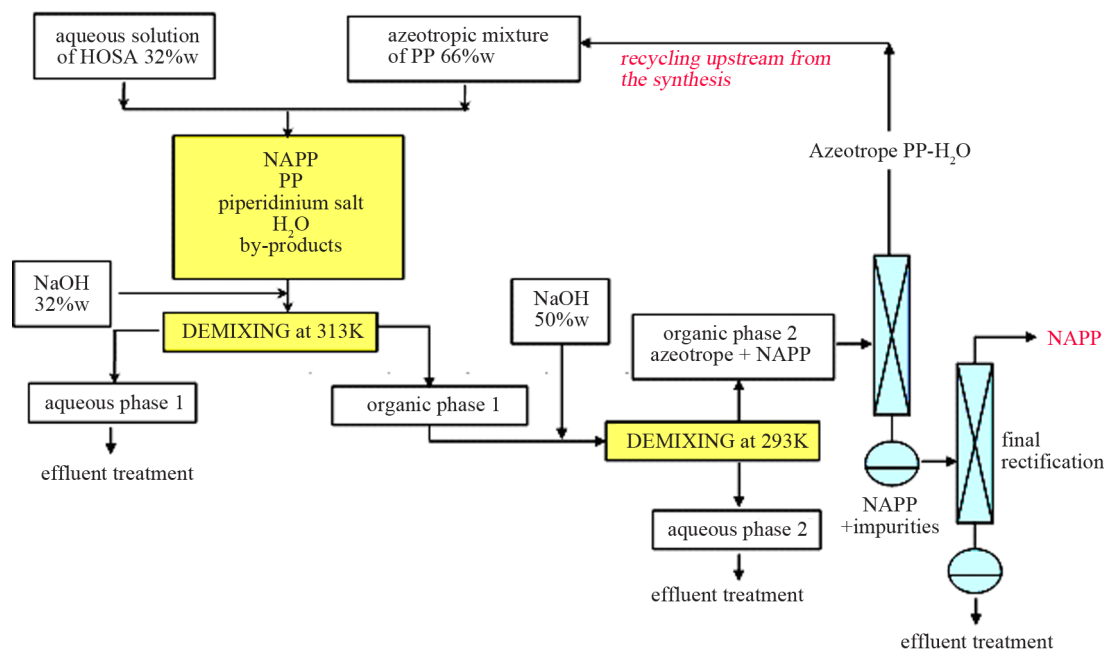 aqueous solution
of HOSA 32%w
azeotropic mixture
of PP 66%w
recycling upstream from
the synthesis
Azeotrope PP-H₂O
NAPP
PP
piperidinium salt
H₂O
by-products
NaOH
32%w
DEMIXING at 313K
NaOH
50%w
organic phase 2
azeotrope + NAPP
NAPP
aqueous phase 1
organic phase 1
DEMIXING at 293K
final
rectification
effluent treatment
NAPP
+impurities
aqueous phase 2
effluent treatment
effluent treatment